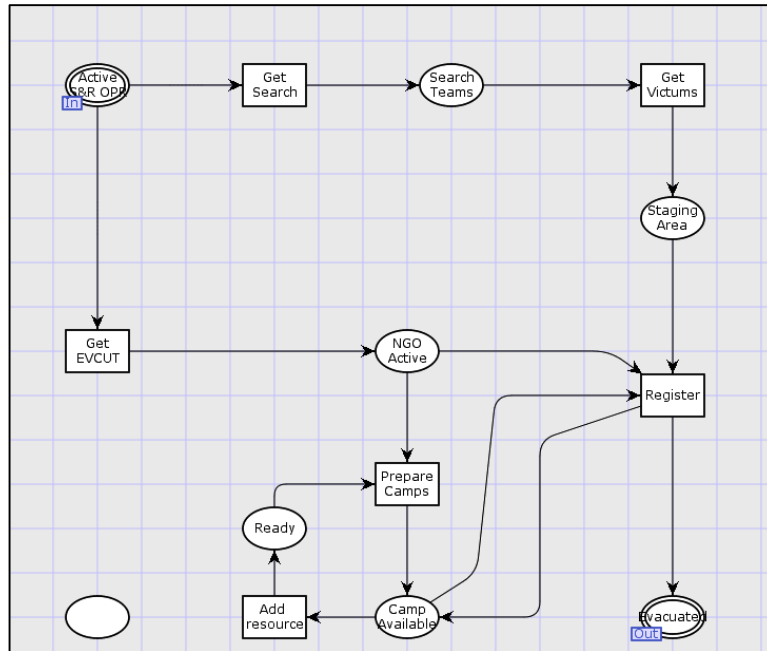 Active
S&R OPR
In
Get
Search
Search
Teams
Get
Victums
Staging
Area
Get
EVCUT
NGO
Active
Register
Prepare
Camps
Ready
Add
resource
Camp
Available
Evacuated
Out